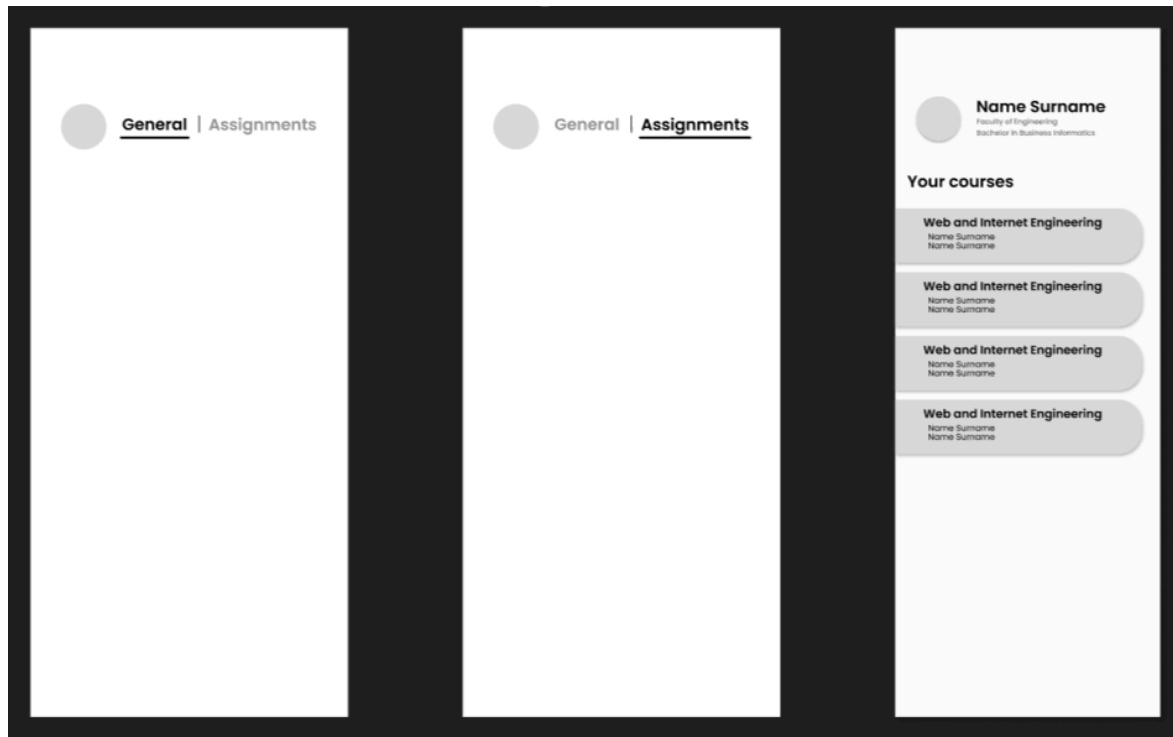 General | Assignments
General | Assignments
Name Surname
Faculty of Engineering
Bachelor in Business Informatics
Your courses
Web and Internet Engineering
Name Surname
Name Surname
Web and Internet Engineering
Name Surname
Name Surname
Web and Internet Engineering
Name Surname
Name Surname
Web and Internet Engineering
Name Surname
Name Surname